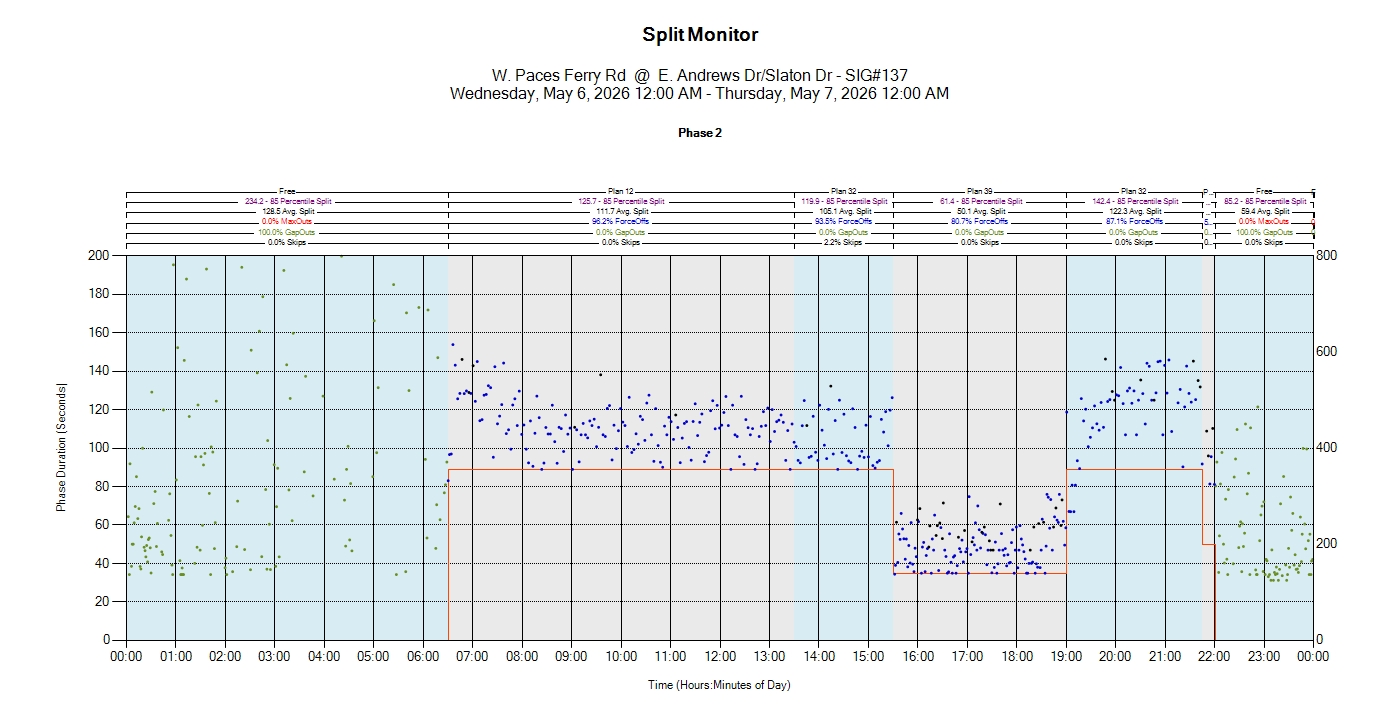 Split Monitor
W. Paces Ferry Rd @ E. Andrews Dr/Slaton Dr - SIG#137
Wednesday, May 6, 2026 12:00 AM - Thursday, May 7, 2026 12:00 AM
Phase 2
Free Plan 12 Plan 32 Plan 39 Plan 32 P... Free
234.2 - 85 Percentile Split 125.7 - 85 Percentile Split 119.9 - 85 Percentile Split 61.4 - 85 Percentile Split 142.4 - 85 Percentile Split ... 85.2 - 85 Percentile Split
128.5 Avg. Split 111.7 Avg. Split 105.1 Avg. Split 50.1 Avg. Split 122.3 Avg. Split ... 59.4 Avg. Split
0.0% MaxOuts 96.2% ForceOffs 93.5% ForceOffs 80.7% ForceOffs 87.1% ForceOffs 5... 0.0% MaxOuts
100.0% GapOuts 0.0% GapOuts 0.0% GapOuts 0.0% GapOuts 0.0% GapOuts 0... 100.0% GapOuts
0.0% Skips 0.0% Skips 2.2% Skips 0.0% Skips 0.0% Skips 0... 0.0% Skips
200 800
180
160
600
140
120
100 400
80
60
200
40
20
0 0
Phase Duration [Seconds]
00:00 01:00 02:00 03:00 04:00 05:00 06:00 07:00 08:00 09:00 10:00 11:00 12:00 13:00 14:00 15:00 16:00 17:00 18:00 19:00 20:00 21:00 22:00 23:00 00:00
Time (Hours:Minutes of Day)